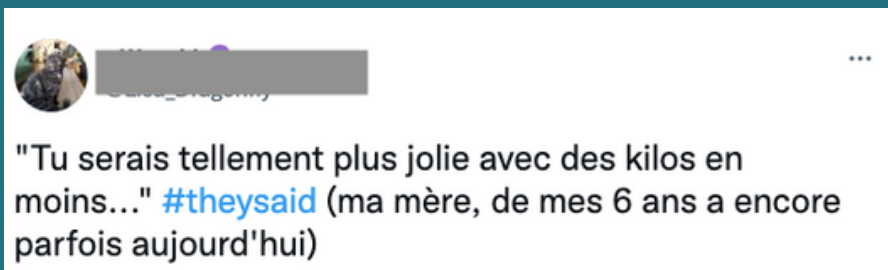 "Tu serais tellement plus jolie avec des kilos en
moins..." #theysaid (ma mère, de mes 6 ans a encore
parfois aujourd'hui)